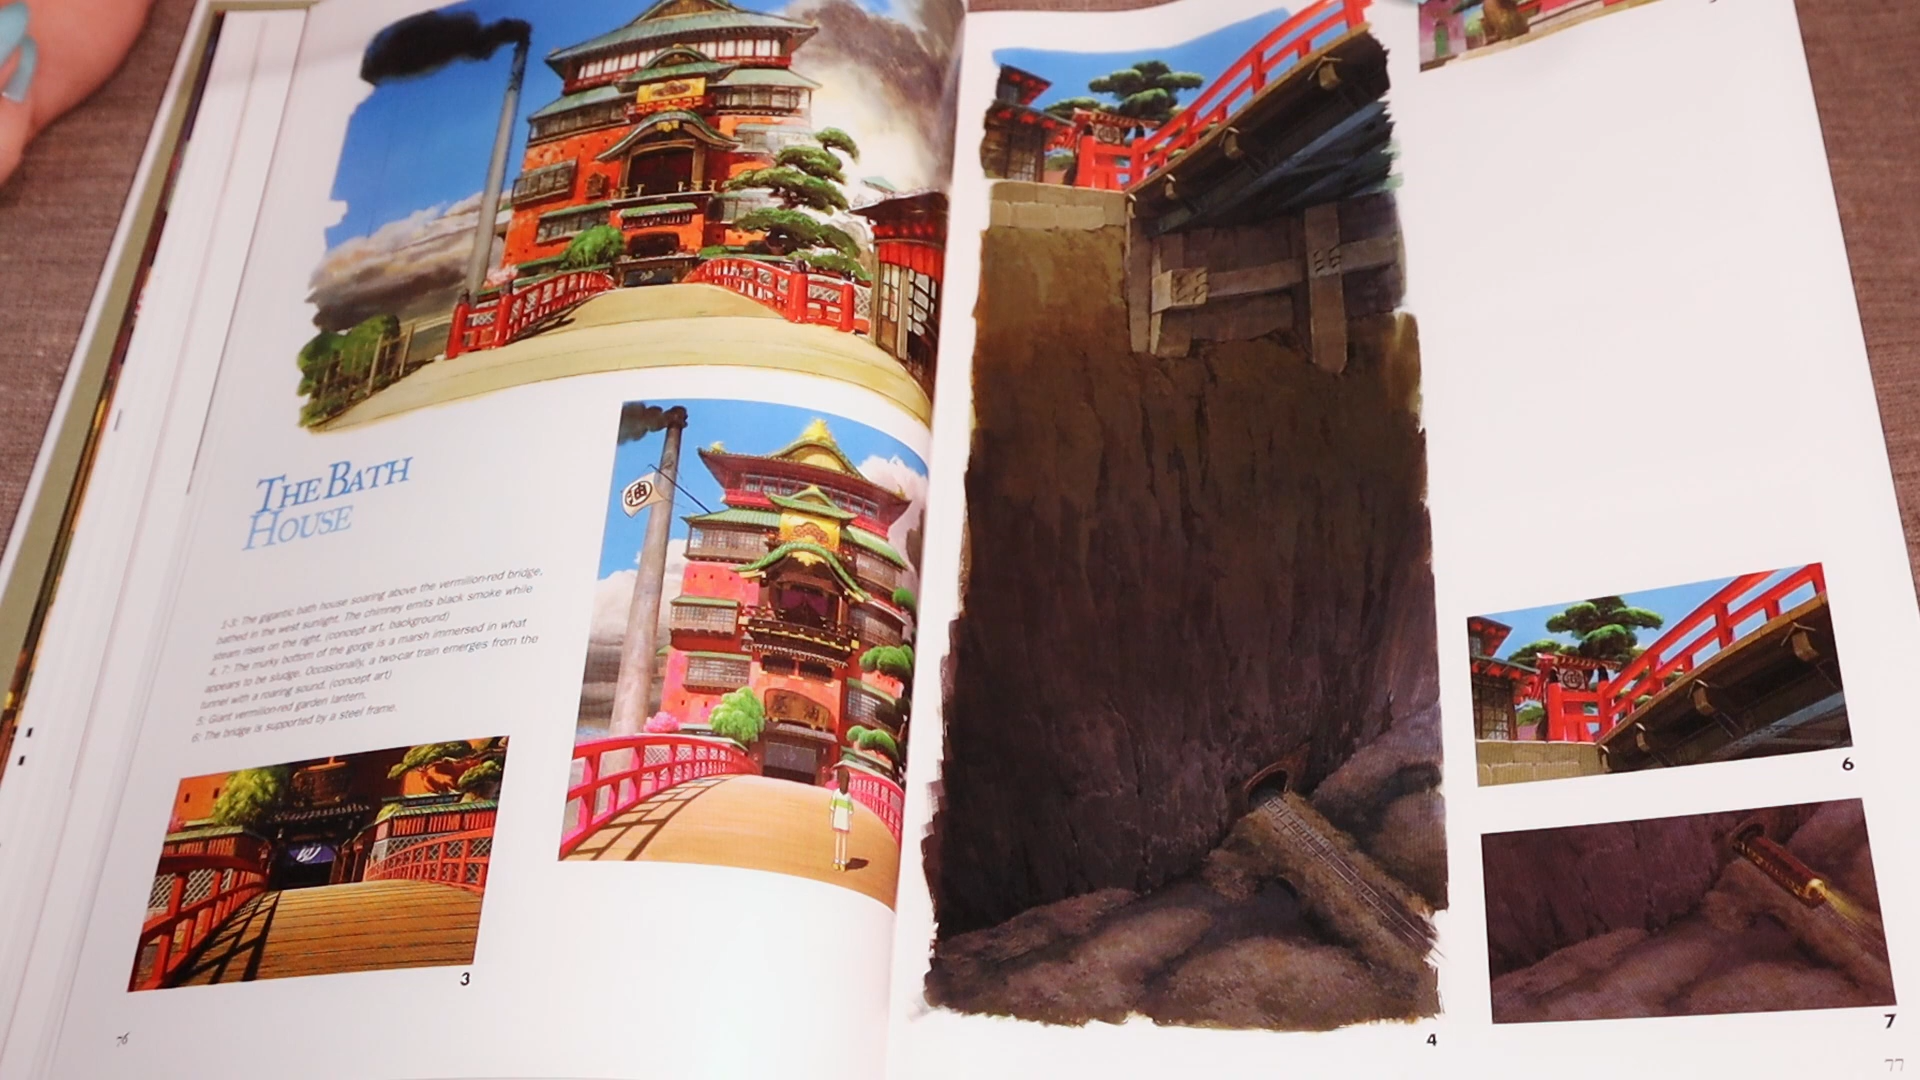 THE BATH
HOUSE
1-3: The gigantic bath house soaring above the vermilion-red bridge,
bathed in the west sunlight. The chimney emits black smoke while
steam rises on the right. (concept art, background)
4, 7: The murky bottom of the gorge is a marsh immersed in what
appears to be sludge. Occasionally, a two-car train emerges from the
tunnel with a roaring sound. (concept art)
5: Giant vermilion-red garden lantern.
6: The bridge is supported by a steel frame.
油
3
76
4
6
7
77